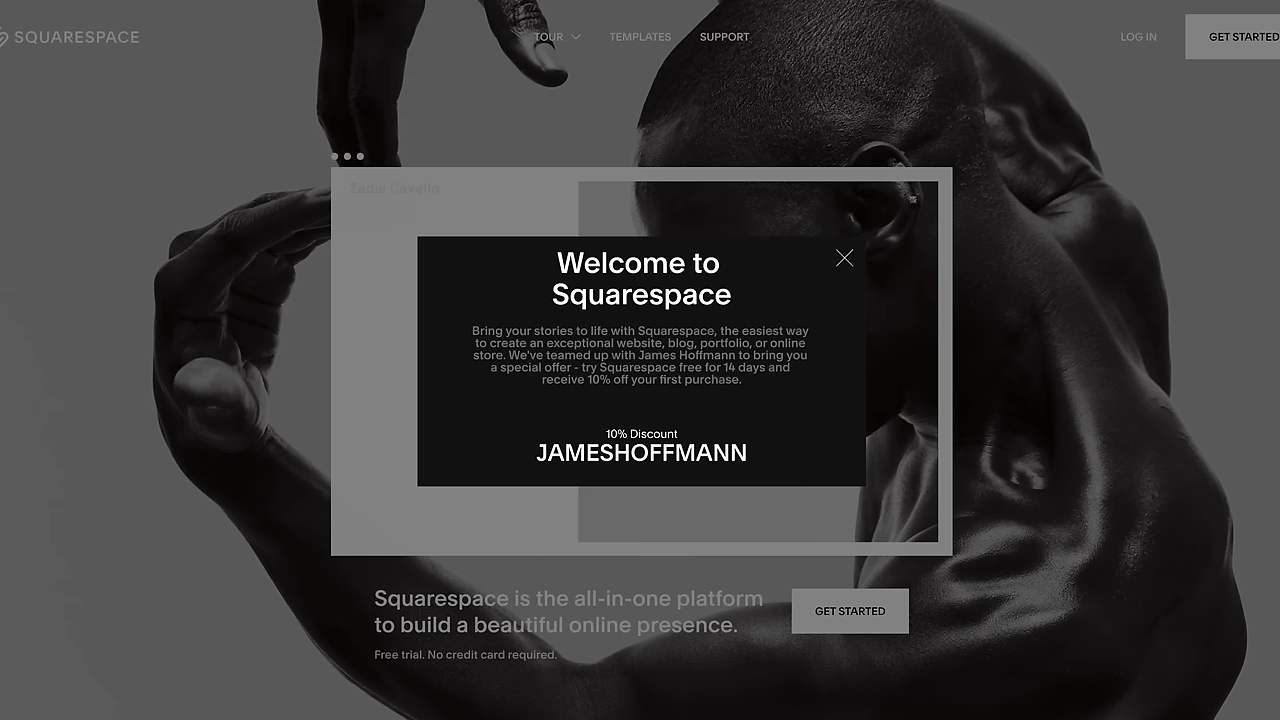 SQUARESPACE
TOUR
TEMPLATES
SUPPORT
LOG IN
GET STARTED
Zadie Cavello
Welcome to
Squarespace
Bring your stories to life with Squarespace, the easiest way
to create an exceptional website, blog, portfolio, or online
store. We've teamed up with James Hoffmann to bring you
a special offer - try Squarespace free for 14 days and
receive 10% off your first purchase.
10% Discount
JAMESHOFFMANN
Squarespace is the all-in-one platform
to build a beautiful online presence.
GET STARTED
Free trial. No credit card required.